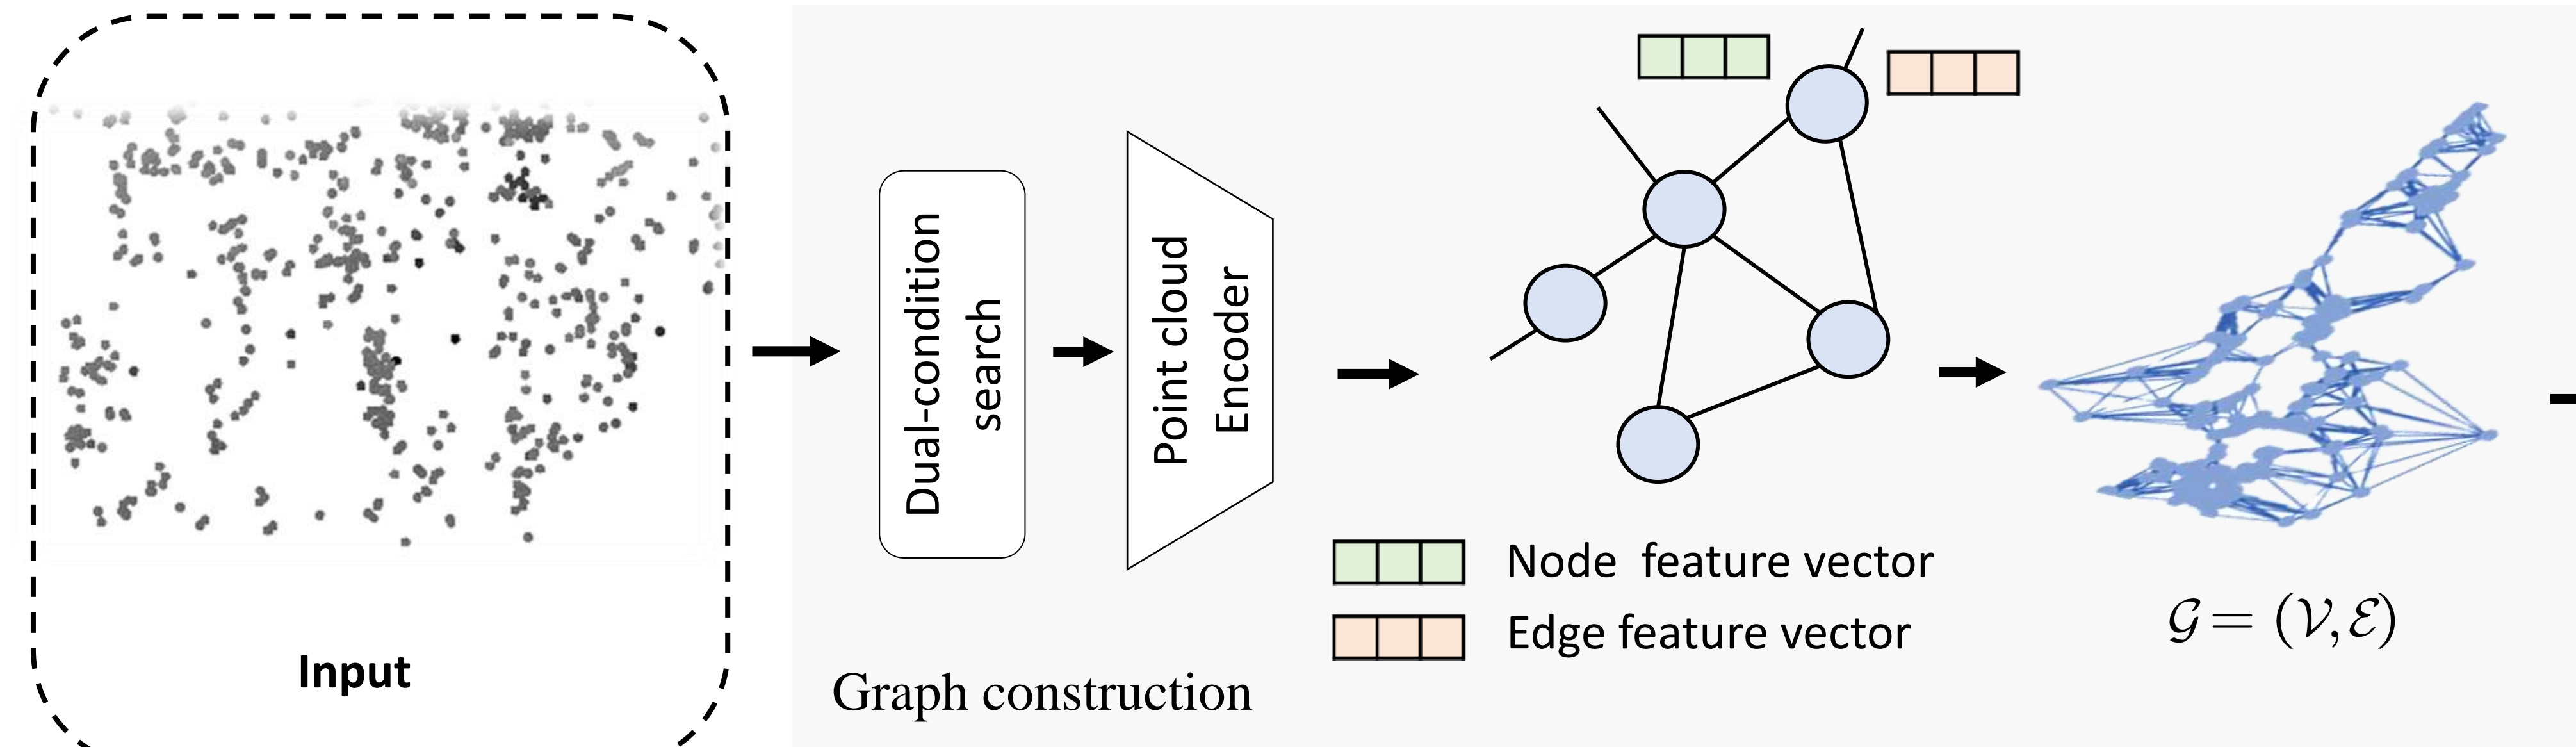 Input
Graph construction
Dual-condition
search
Point cloud
Encoder
Node feature vector
Edge feature vector
𝒢 = (𝒱, ℰ)